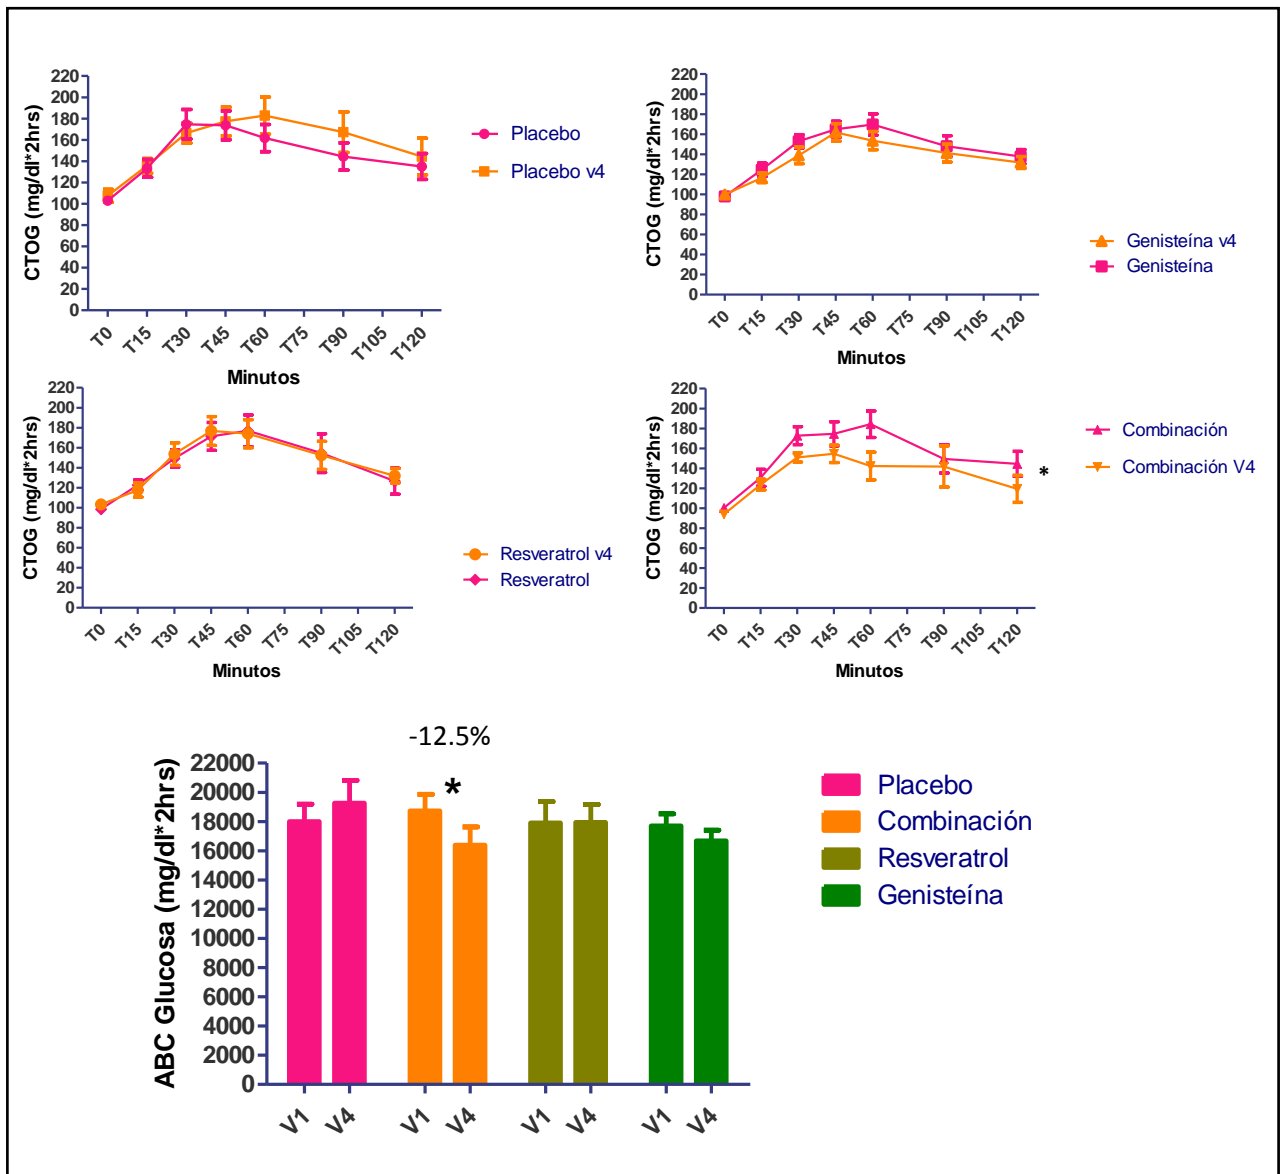 220
200
180
160
140
120
100
80
60
40
20
0
CTOG (mg/dl*2hrs)
T0 T15 T30 T45 T60 T75 T90 T105 T120
Minutos
Placebo
Placebo v4
220
200
180
160
140
120
100
80
60
40
20
0
CTOG (mg/dl*2hrs)
T0 T15 T30 T45 T60 T75 T90 T105 T120
Minutos
Genisteína v4
Genisteína
220
200
180
160
140
120
100
80
60
40
20
0
CTOG (mg/dl*2hrs)
T0 T15 T30 T45 T60 T75 T90 T105 T120
Minutos
Resveratrol v4
Resveratrol
220
200
180
160
140
120
100
80
60
40
20
0
CTOG (mg/dl*2hrs)
T0 T15 T30 T45 T60 T75 T90 T105 T120
Minutos
Combinación
Combinación V4
*
-12.5%
*
22000
20000
18000
16000
14000
12000
10000
8000
6000
4000
2000
0
ABC Glucosa (mg/dl*2hrs)
V1 V4 V1 V4 V1 V4 V1 V4
Placebo
Combinación
Resveratrol
Genisteína